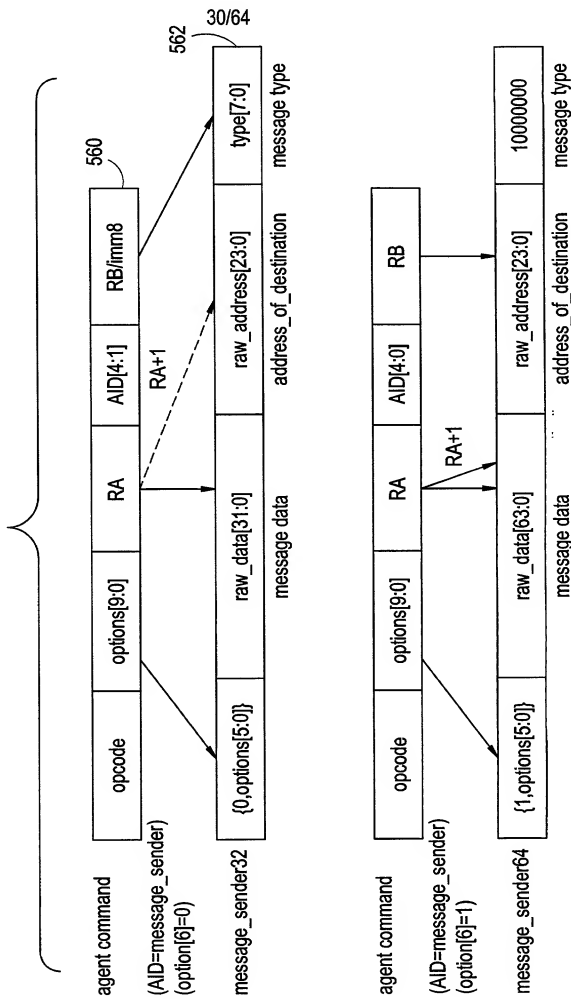 30/64
560
562
agent command
opcode
options[9:0]
RA
AID[4:1]
RB/imm8
(AID=message_sender)
(option[6]=0)
RA+1
message_sender32
{0,options[5:0]}
raw_data[31:0]
raw_address[23:0]
type[7:0]
message data
address_of_destination
message type
agent command
opcode
options[9:0]
RA
AID[4:0]
RB
(AID=message_sender)
(option[6]=1)
RA+1
message_sender64
{1,options[5:0]}
raw_data[63:0]
raw_address[23:0]
10000000
message data
address_of_destination
message type